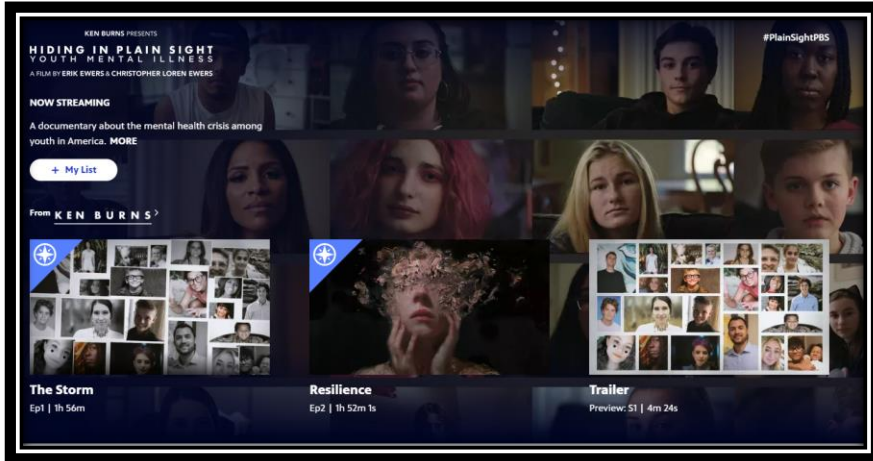 KEN BURNS PRESENTS
HIDING IN PLAIN SIGHT
YOUTH MENTAL ILLNESS
A FILM BY ERIK EWERS & CHRISTOPHER LOREN EWERS
#PlainSightPBS
NOW STREAMING
A documentary about the mental health crisis among
youth in America. MORE
+ My List
From KEN BURNS >
The Storm
Ep1 | 1h 56m
Resilience
Ep2 | 1h 52m 1s
Trailer
Preview: S1 | 4m 24s